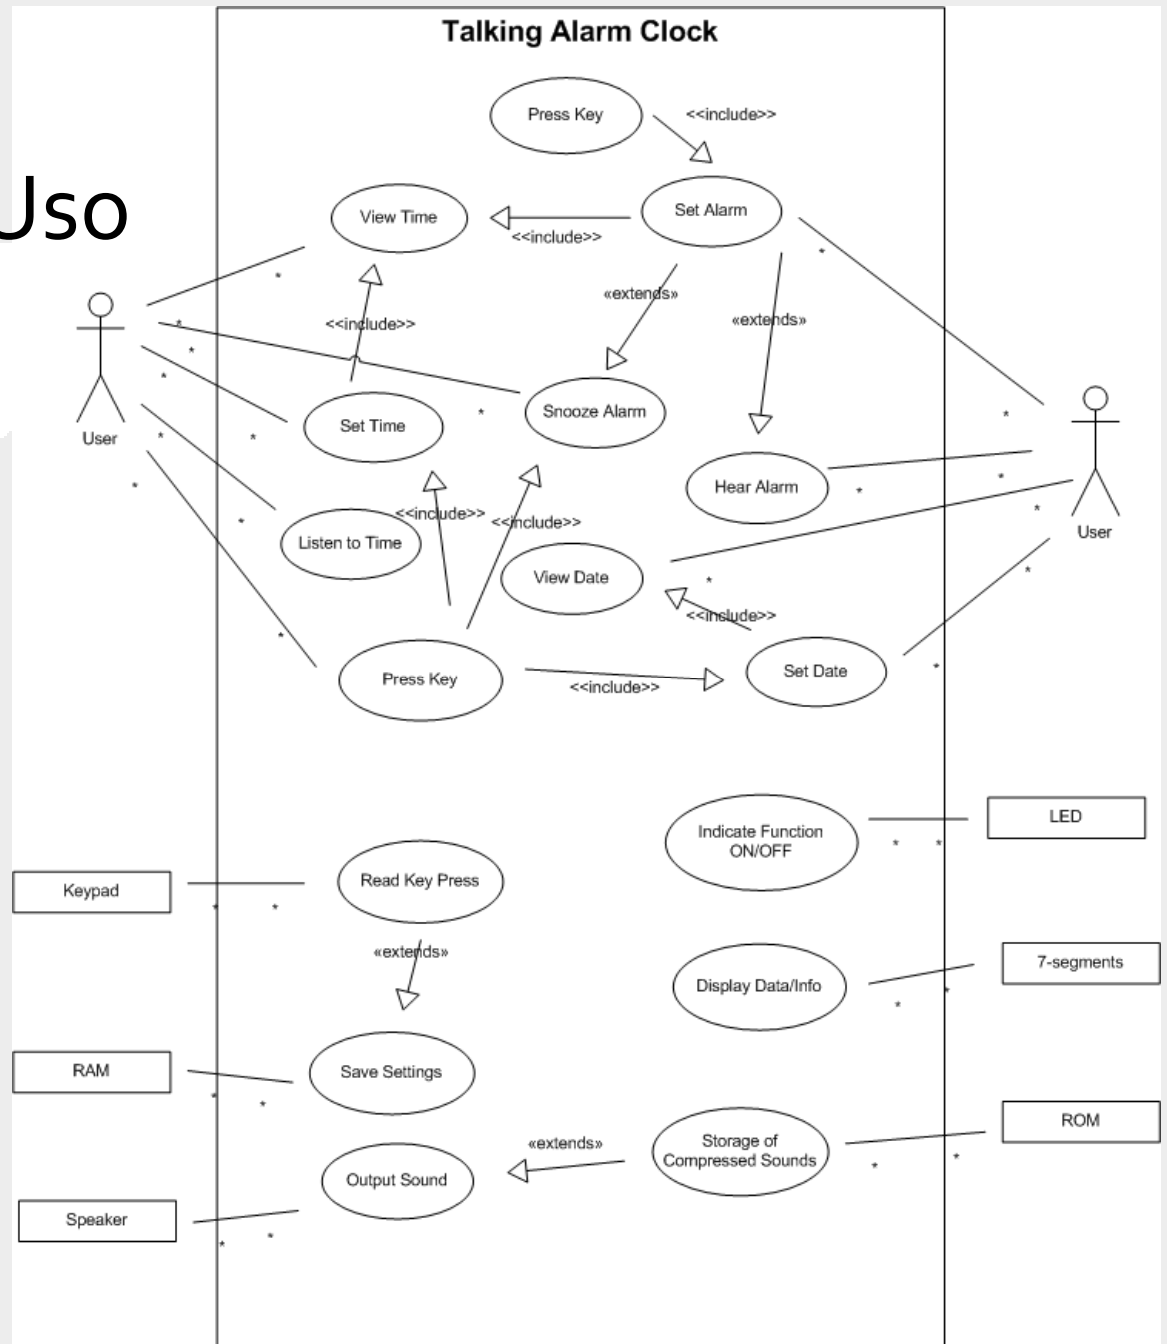 Talking Alarm Clock
Press Key
<<include>>
Uso
View Time
Set Alarm
<<include>>
*
*
«extends»
<<include>>
«extends»
*
*
*
Snooze Alarm
*
*
Set Time
User
*
*
Hear Alarm
*
*
*
<<include>>
<<include>>
*
*
User
Listen to Time
View Date
*
*
<<include>>
*
Press Key
<<include>>
Set Date
*
Indicate Function
ON/OFF
LED
*
*
Keypad
Read Key Press
*
*
«extends»
Display Data/Info
7-segments
*
*
RAM
Save Settings
*
*
Storage of
Compressed Sounds
ROM
«extends»
*
*
Output Sound
Speaker
*
*